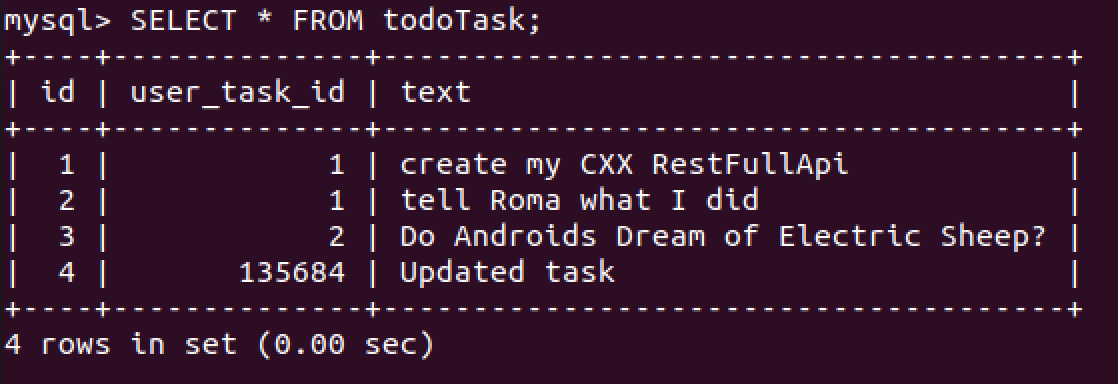 mysql> SELECT * FROM todoTask;
+----+--------------+--------------------------------------+
| id | user_task_id | text                                 |
+----+--------------+--------------------------------------+
|  1 |            1 | create my CXX RestFullApi            |
|  2 |            1 | tell Roma what I did                 |
|  3 |            2 | Do Androids Dream of Electric Sheep? |
|  4 |       135684 | Updated task                         |
+----+--------------+--------------------------------------+
4 rows in set (0.00 sec)